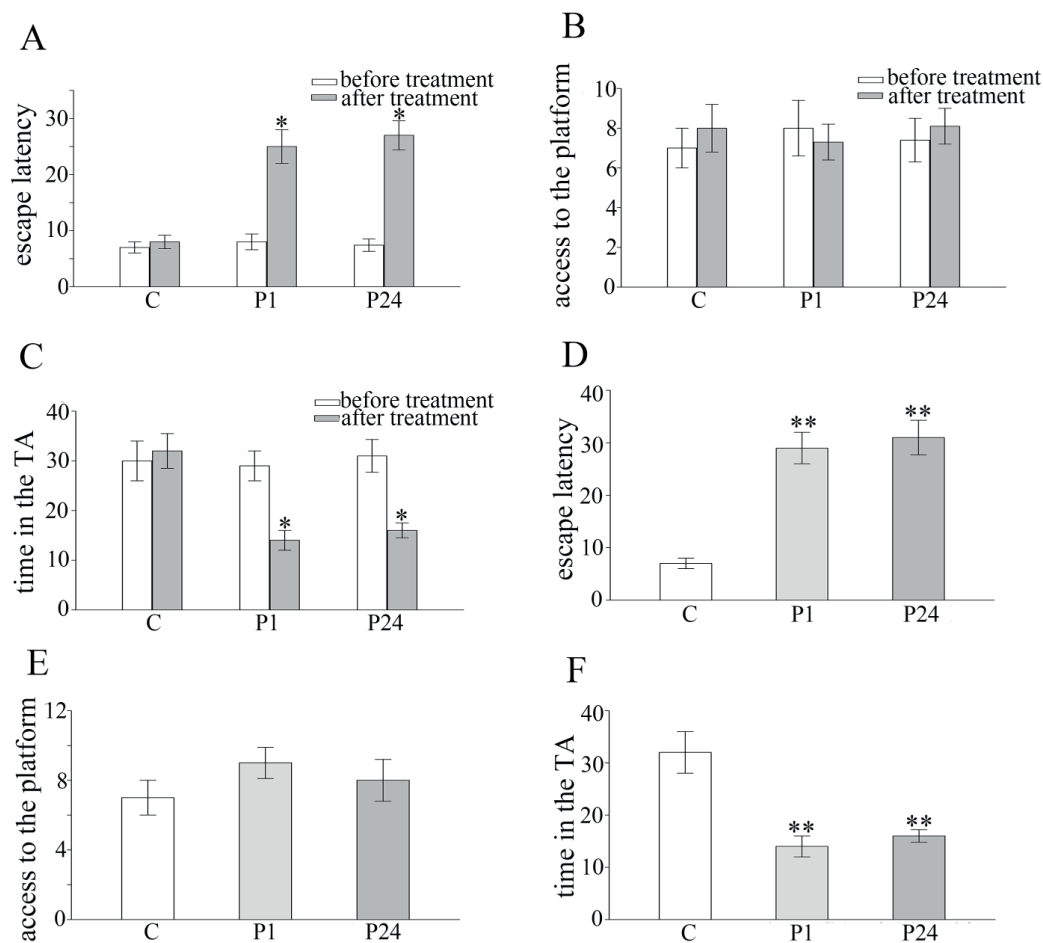 A
before treatment
after treatment
escape latency
30
20
10
0
*
*
C
P1
P24
B
before treatment
after treatment
access to the platform
10
8
6
4
2
0
C
P1
P24
C
before treatment
after treatment
time in the TA
40
30
20
10
0
*
*
C
P1
P24
D
escape latency
40
30
20
10
0
**
**
C
P1
P24
E
access to the platform
12
8
4
0
C
P1
P24
F
time in the TA
40
30
20
10
0
**
**
C
P1
P24